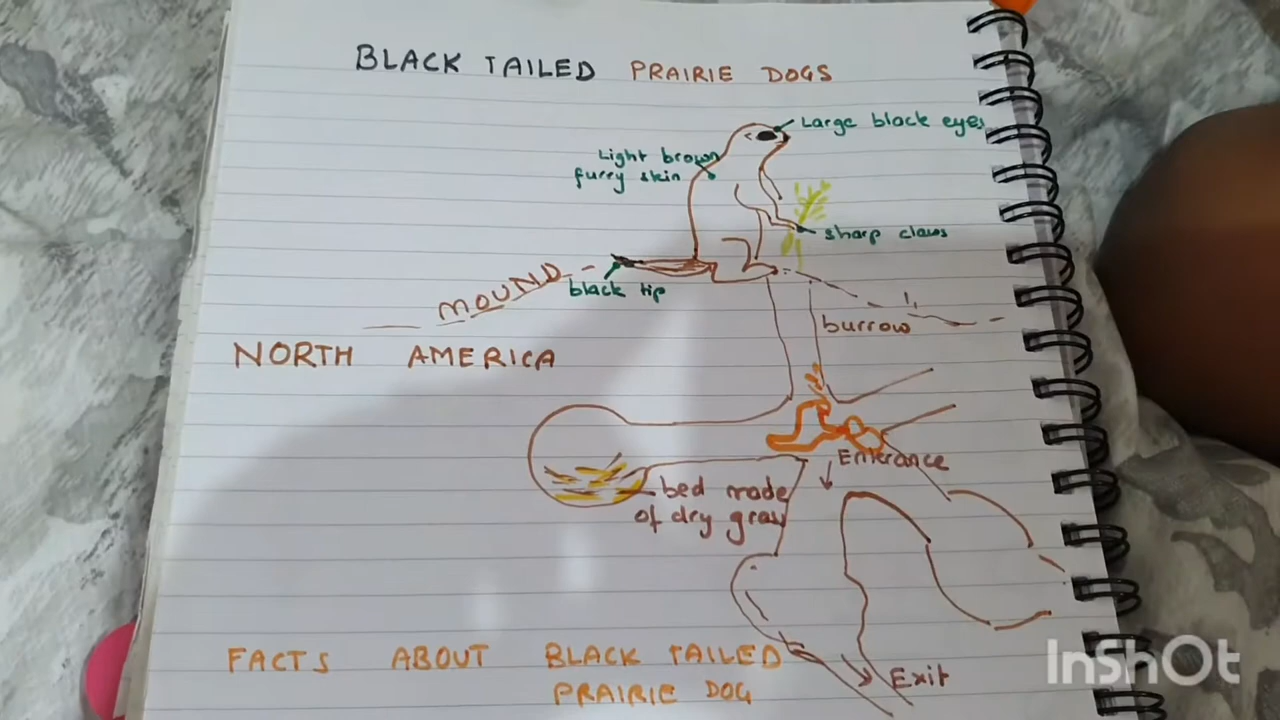 BLACK TAILED PRAIRIE DOGS
Large black eyes
Light brown
furry skin
sharp claws
MOUND
black tip
burrow
NORTH AMERICA
Entrance
bed made
of dry grass
FACTS ABOUT BLACK TAILED
PRAIRIE DOG
Exit
InShOt